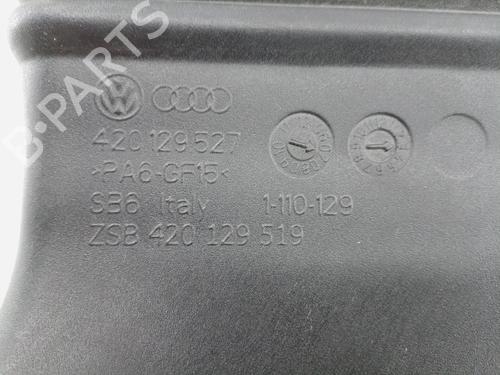 B-PARTS
420 129 527
>PA6-GF15<
SB6 Italy 1-110-129
ZSB 420 129 519